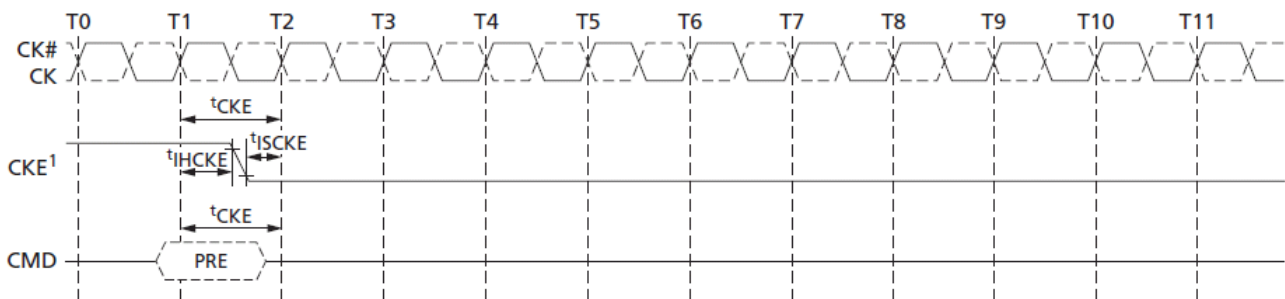 T0 T1 T2 T3 T4 T5 T6 T7 T8 T9 T10 T11
CK#
CK
tCKE
tISCKE
tIHCKE
CKE1
tCKE
CMD PRE